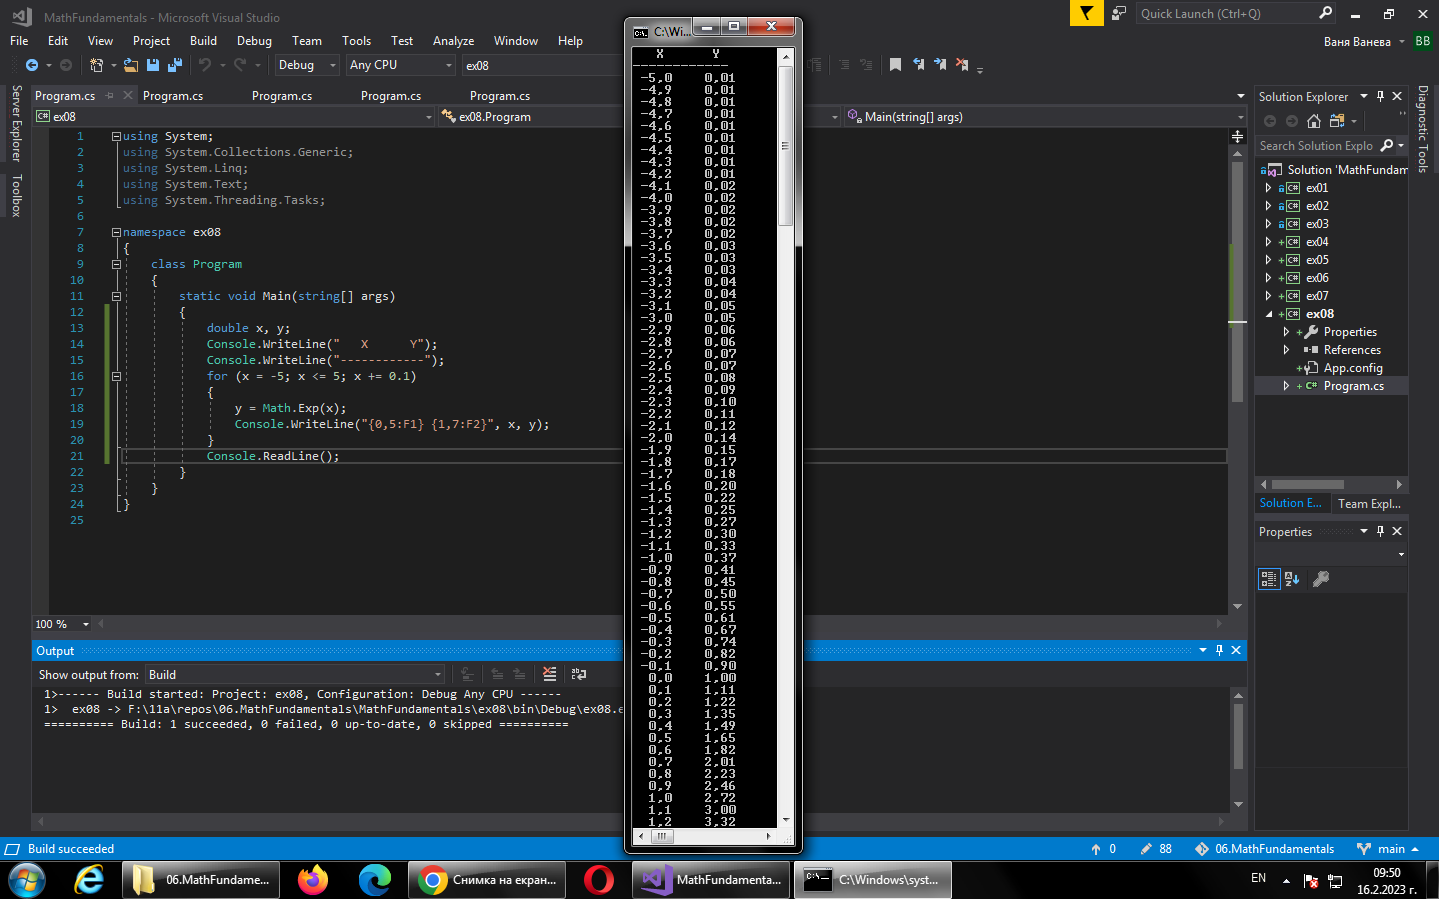 MathFundamentals - Microsoft Visual Studio
Quick Launch (Ctrl+Q)
File Edit View Project Build Debug Team Tools Test Analyze Window Help
Ваня Ванева BB
Debug Any CPU ex08
Server Explorer
Toolbox
Program.cs Program.cs Program.cs Program.cs Program.cs
ex08 ex08.Program Main(string[] args)
1 using System;
2 using System.Collections.Generic;
3 using System.Linq;
4 using System.Text;
5 using System.Threading.Tasks;
6
7 namespace ex08
8 {
9 class Program
10 {
11 static void Main(string[] args)
12 {
13 double x, y;
14 Console.WriteLine("   X      Y");
15 Console.WriteLine("------------");
16 for (x = -5; x <= 5; x += 0.1)
17 {
18 y = Math.Exp(x);
19 Console.WriteLine("{0,5:F1} {1,7:F2}", x, y);
20 }
21 Console.ReadLine();
22 }
23 }
24 }
25
100 %
C:\Wi...
X Y
------------
-5,0 0,01
-4,9 0,01
-4,8 0,01
-4,7 0,01
-4,6 0,01
-4,5 0,01
-4,4 0,01
-4,3 0,01
-4,2 0,01
-4,1 0,02
-4,0 0,02
-3,9 0,02
-3,8 0,02
-3,7 0,02
-3,6 0,03
-3,5 0,03
-3,4 0,03
-3,3 0,04
-3,2 0,04
-3,1 0,05
-3,0 0,05
-2,9 0,06
-2,8 0,06
-2,7 0,07
-2,6 0,07
-2,5 0,08
-2,4 0,09
-2,3 0,10
-2,2 0,11
-2,1 0,12
-2,0 0,14
-1,9 0,15
-1,8 0,17
-1,7 0,18
-1,6 0,20
-1,5 0,22
-1,4 0,25
-1,3 0,27
-1,2 0,30
-1,1 0,33
-1,0 0,37
-0,9 0,41
-0,8 0,45
-0,7 0,50
-0,6 0,55
-0,5 0,61
-0,4 0,67
-0,3 0,74
-0,2 0,82
-0,1 0,90
0,0 1,00
0,1 1,11
0,2 1,22
0,3 1,35
0,4 1,49
0,5 1,65
0,6 1,82
0,7 2,01
0,8 2,23
0,9 2,46
1,0 2,72
1,1 3,00
1,2 3,32
Solution Explorer
Search Solution Explo
Solution 'MathFundam
ex01
ex02
ex03
ex04
ex05
ex06
ex07
ex08
Properties
References
App.config
Program.cs
Solution E... Team Expl...
Properties
Diagnostic Tools
Output
Show output from: Build
1>------ Build started: Project: ex08, Configuration: Debug Any CPU ------
1>  ex08 -> F:\11a\repos\06.MathFundamentals\MathFundamentals\ex08\bin\Debug\ex08.e
========== Build: 1 succeeded, 0 failed, 0 up-to-date, 0 skipped ==========
Build succeeded 0 88 06.MathFundamentals main
06.MathFundame... Снимка на екран... MathFundamenta... C:\Windows\syst... EN 09:50
16.2.2023 г.